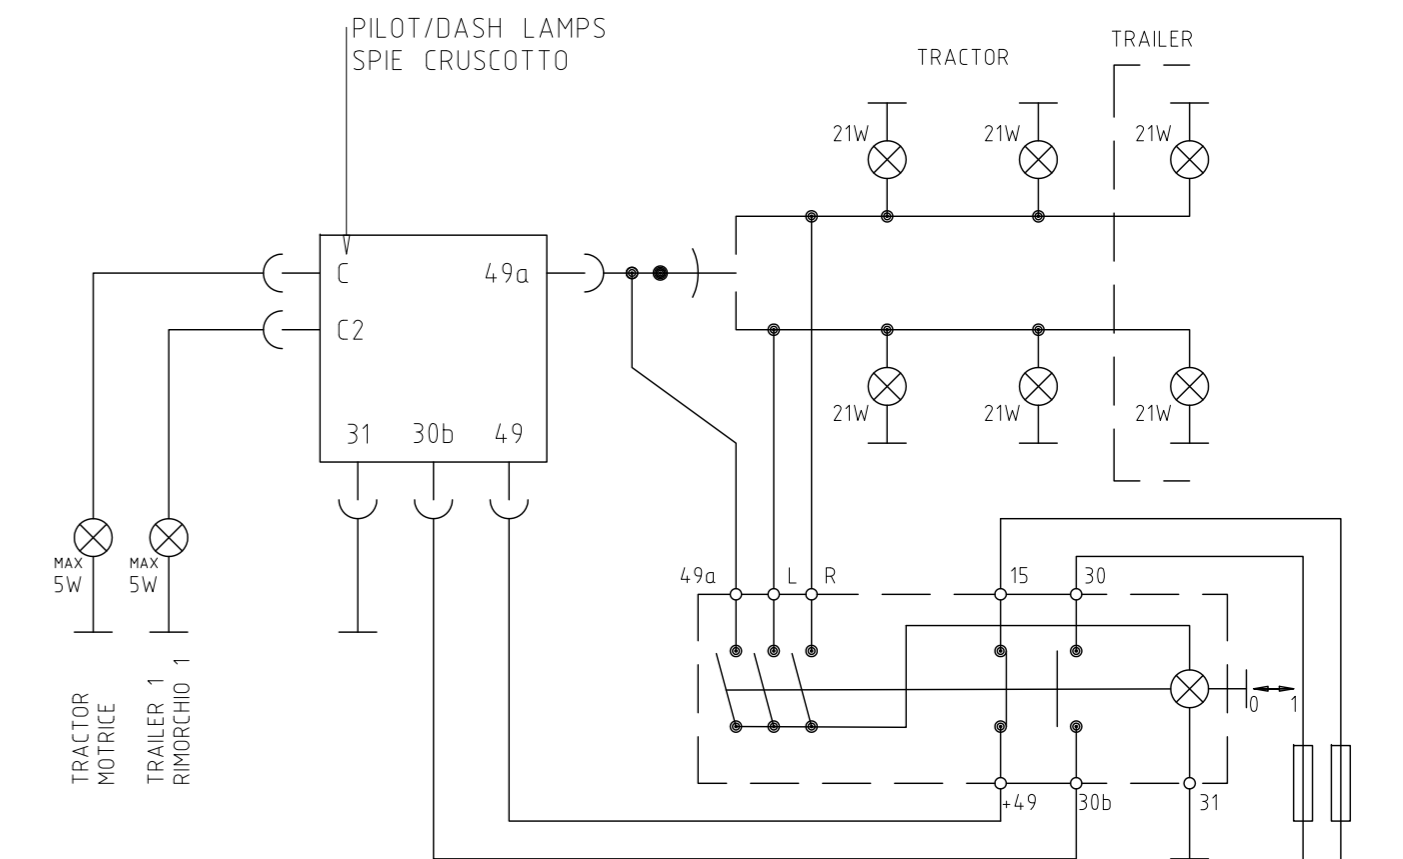 PILOT/DASH LAMPS
SPIE CRUSCOTTO
TRACTOR
TRAILER
21W
21W
21W
C
49a
C2
31
30b
49
21W
21W
21W
MAX
5W
MAX
5W
49a
L
R
15
30
TRACTOR
MOTRICE
TRAILER 1
RIMORCHIO 1
0
1
+49
30b
31